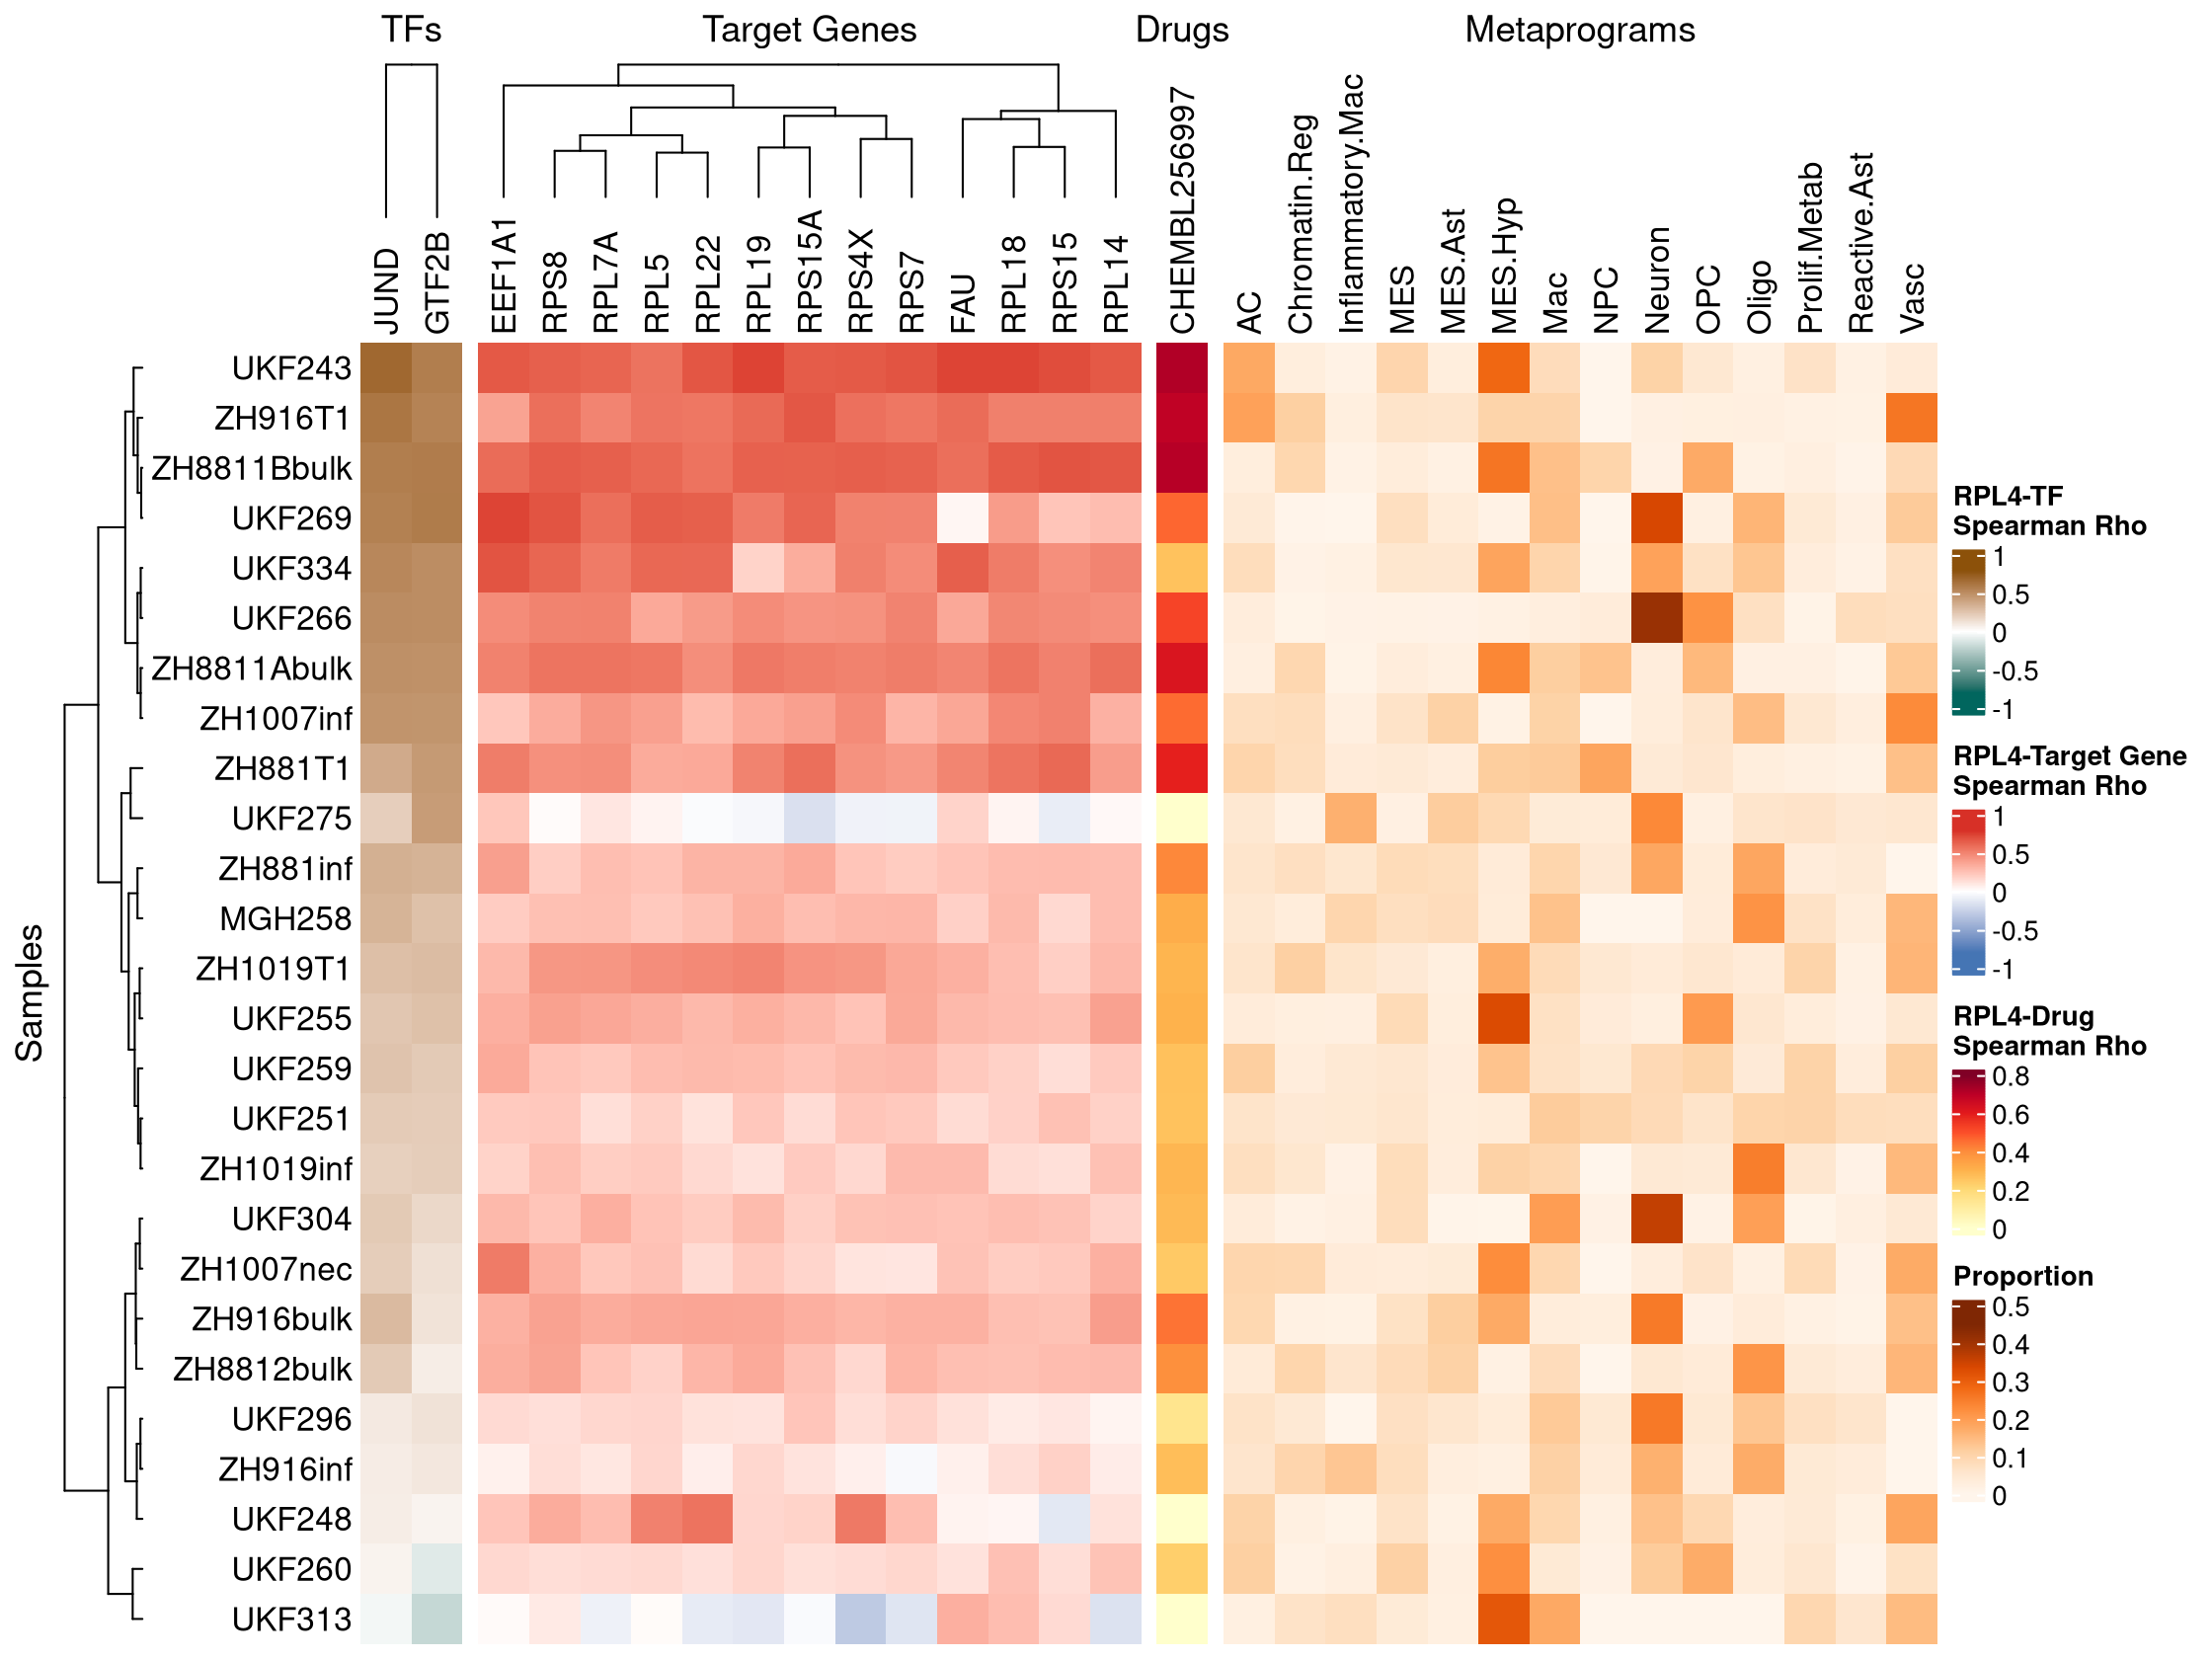 TFs
Target Genes
Drugs
Metaprograms
JUND
GTF2B
EEF1A1
RPS8
RPL7A
RPL5
RPL22
RPL19
RPS15A
RPS4X
RPS7
FAU
RPL18
RPS15
RPL14
CHEMBL256997
AC
Chromatin.Reg
Inflammatory.Mac
MES
MES.Ast
MES.Hyp
Mac
NPC
Neuron
OPC
Oligo
Prolif.Metab
Reactive.Ast
Vasc
Samples
UKF243
ZH916T1
ZH8811Bbulk
UKF269
UKF334
UKF266
ZH8811Abulk
ZH1007inf
ZH881T1
UKF275
ZH881inf
MGH258
ZH1019T1
UKF255
UKF259
UKF251
ZH1019inf
UKF304
ZH1007nec
ZH916bulk
ZH8812bulk
UKF296
ZH916inf
UKF248
UKF260
UKF313
RPL4-TF
Spearman Rho
1
0.5
0
-0.5
-1
RPL4-Target Gene
Spearman Rho
1
0.5
0
-0.5
-1
RPL4-Drug
Spearman Rho
0.8
0.6
0.4
0.2
0
Proportion
0.5
0.4
0.3
0.2
0.1
0